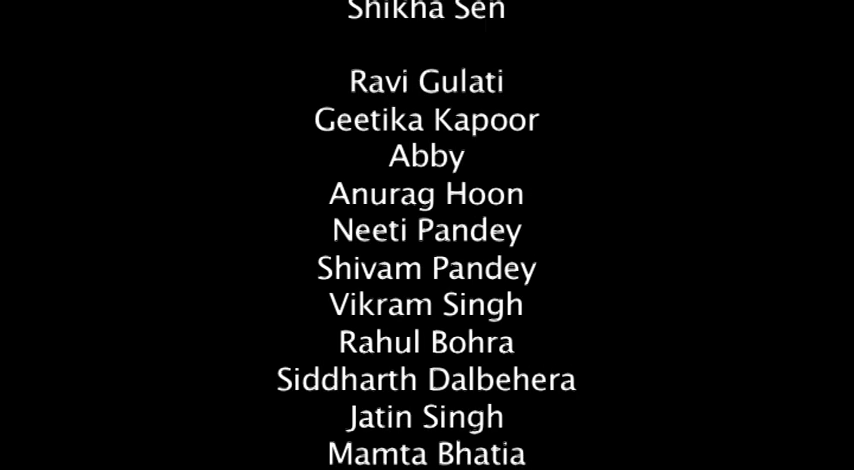 Shikha Sen
Ravi Gulati
Geetika Kapoor
Abby
Anurag Hoon
Neeti Pandey
Shivam Pandey
Vikram Singh
Rahul Bohra
Siddharth Dalbehera
Jatin Singh
Mamta Bhatia